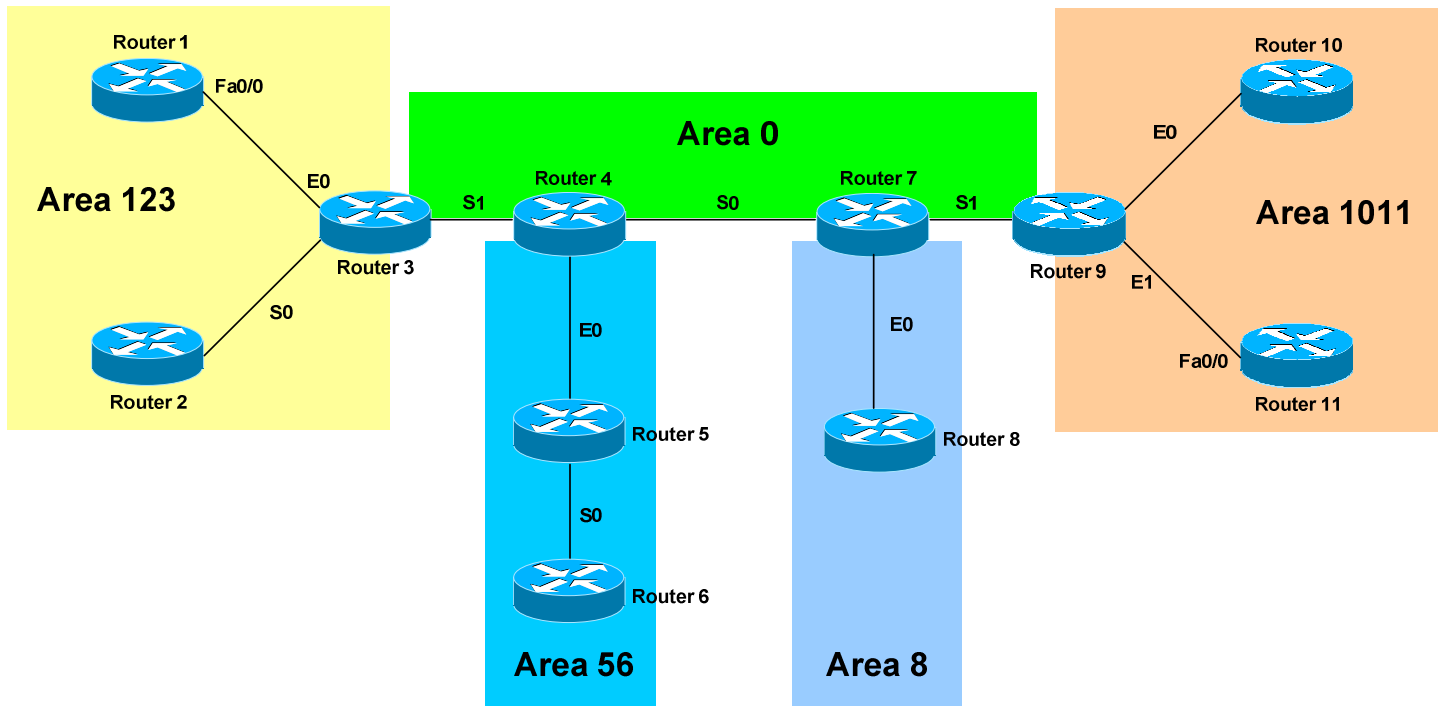 Router 1
Fa0/0
Area 123
E0
Router 3
S0
Router 2
Area 0
S1
Router 4
S0
Router 7
S1
E0
Router 5
S0
Router 6
Area 56
E0
Router 8
Area 8
Router 10
E0
Area 1011
Router 9
E1
Fa0/0
Router 11